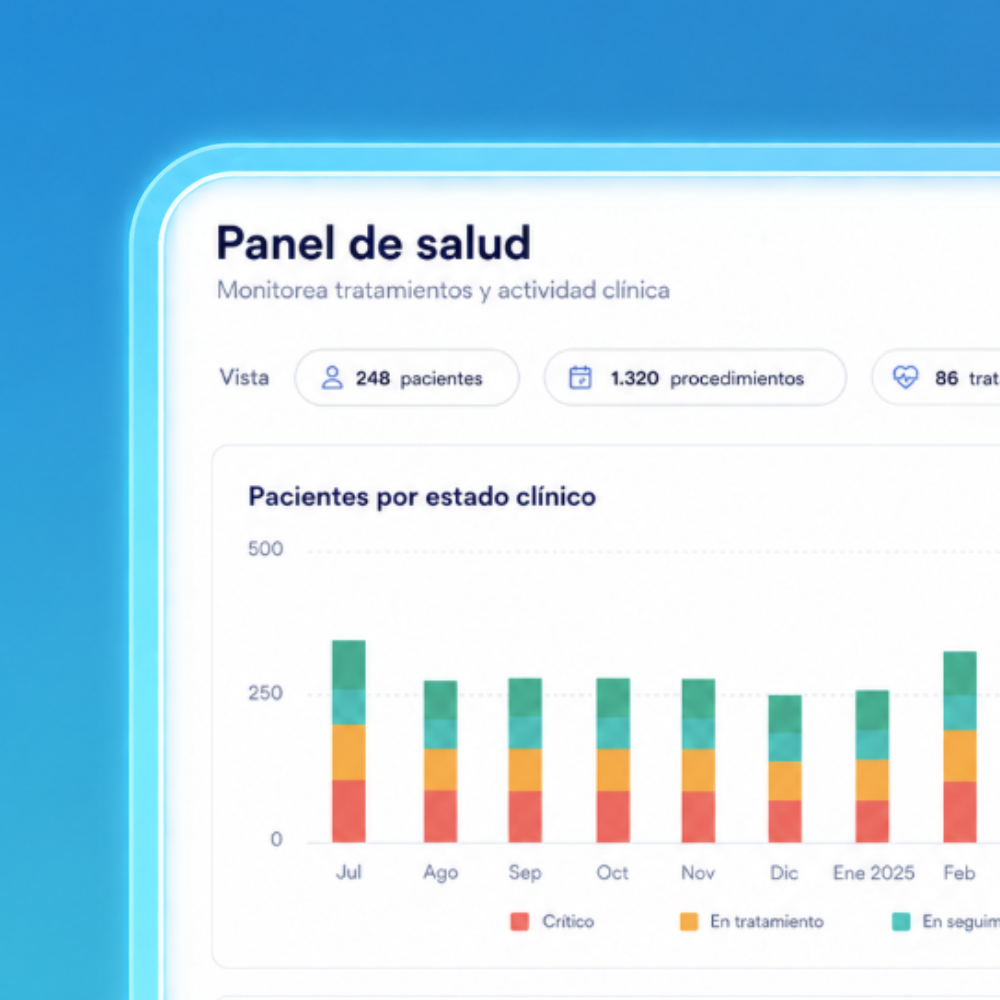 Panel de salud
Monitorea tratamientos y actividad clínica
Vista 248 pacientes 1.320 procedimientos 86
Pacientes por estado clínico
500
250
0
Jul Ago Sep Oct Nov Dic Ene 2025 Feb
Crítico En tratamiento En